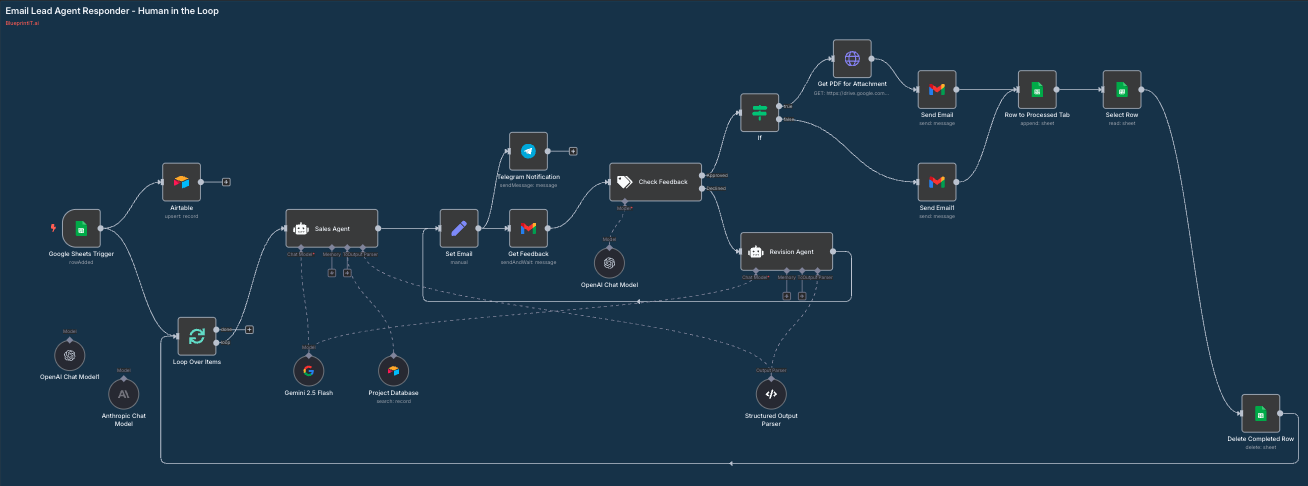 Email Lead Agent Responder - Human in the Loop
BlueprintIT.ai
Get PDF for Attachment
GET: https://drive.google.com...
Send Email
send: message
Row to Processed Tab
append: sheet
Select Row
read: sheet
true
false
If
Telegram Notification
sendMessage: message
Airtable
upsert: record
Check Feedback
Approved
Declined
Model*
Send Email1
send: message
Google Sheets Trigger
rowAdded
Sales Agent
Chat Model*
Memory
Output Parser
Set Email
manual
Get Feedback
sendAndWait: message
Model
OpenAI Chat Model
Revision Agent
Chat Model*
Memory
Output Parser
Loop Over Items
done
loop
Model
OpenAI Chat Model1
Model
Anthropic Chat
Model
Model
Gemini 2.5 Flash
Project Database
search: record
Output Parser
Structured Output
Parser
Delete Completed Row
delete: sheet